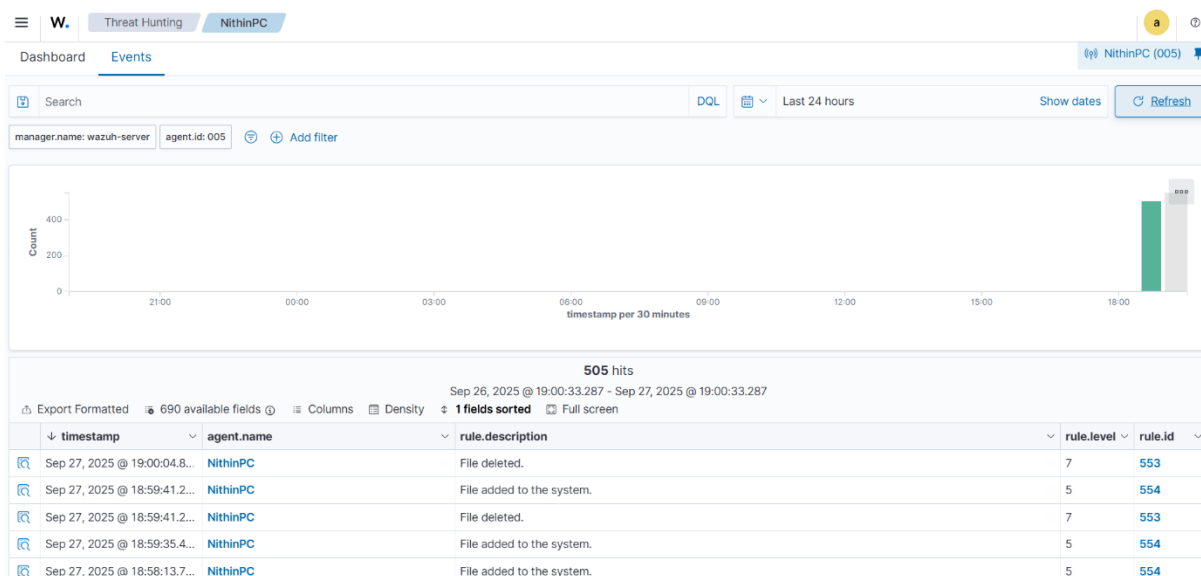 W. Threat Hunting NithinPC a
Dashboard Events NithinPC (005)
Search DQL Last 24 hours Show dates Refresh
manager.name: wazuh-server agent.id: 005 Add filter
Count
400
200
0
21:00 00:00 03:00 06:00 09:00 12:00 15:00 18:00
timestamp per 30 minutes
505 hits
Sep 26, 2025 @ 19:00:33.287 - Sep 27, 2025 @ 19:00:33.287
Export Formatted 690 available fields Columns Density 1 fields sorted Full screen
timestamp agent.name rule.description rule.level rule.id
Sep 27, 2025 @ 19:00:04.8... NithinPC File deleted. 7 553
Sep 27, 2025 @ 18:59:41.2... NithinPC File added to the system. 5 554
Sep 27, 2025 @ 18:59:41.2... NithinPC File deleted. 7 553
Sep 27, 2025 @ 18:59:35.4... NithinPC File added to the system. 5 554
Sep 27, 2025 @ 18:58:13.7... NithinPC File added to the system. 5 554